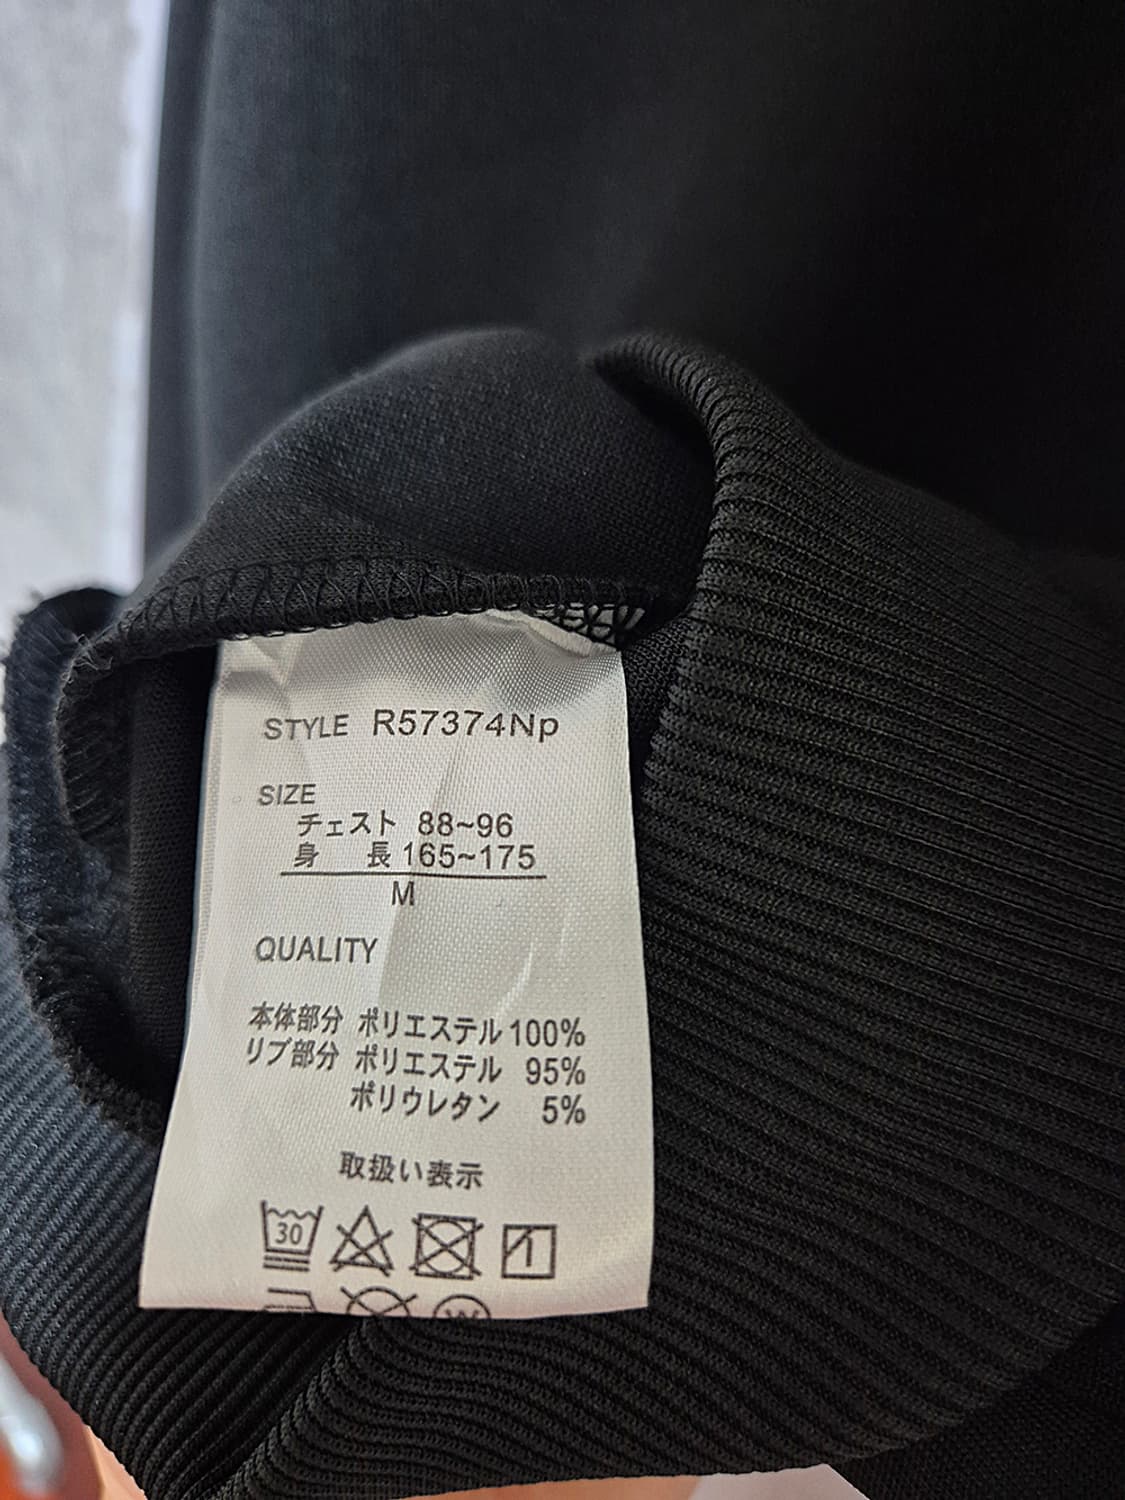 STYLE R57374Np
SIZE
チェスト 88~96
身 長 165~175
M
QUALITY
本体部分 ポリエステル 100%
リブ部分 ポリエステル 95%
ポリウレタン 5%
取扱い表示
30